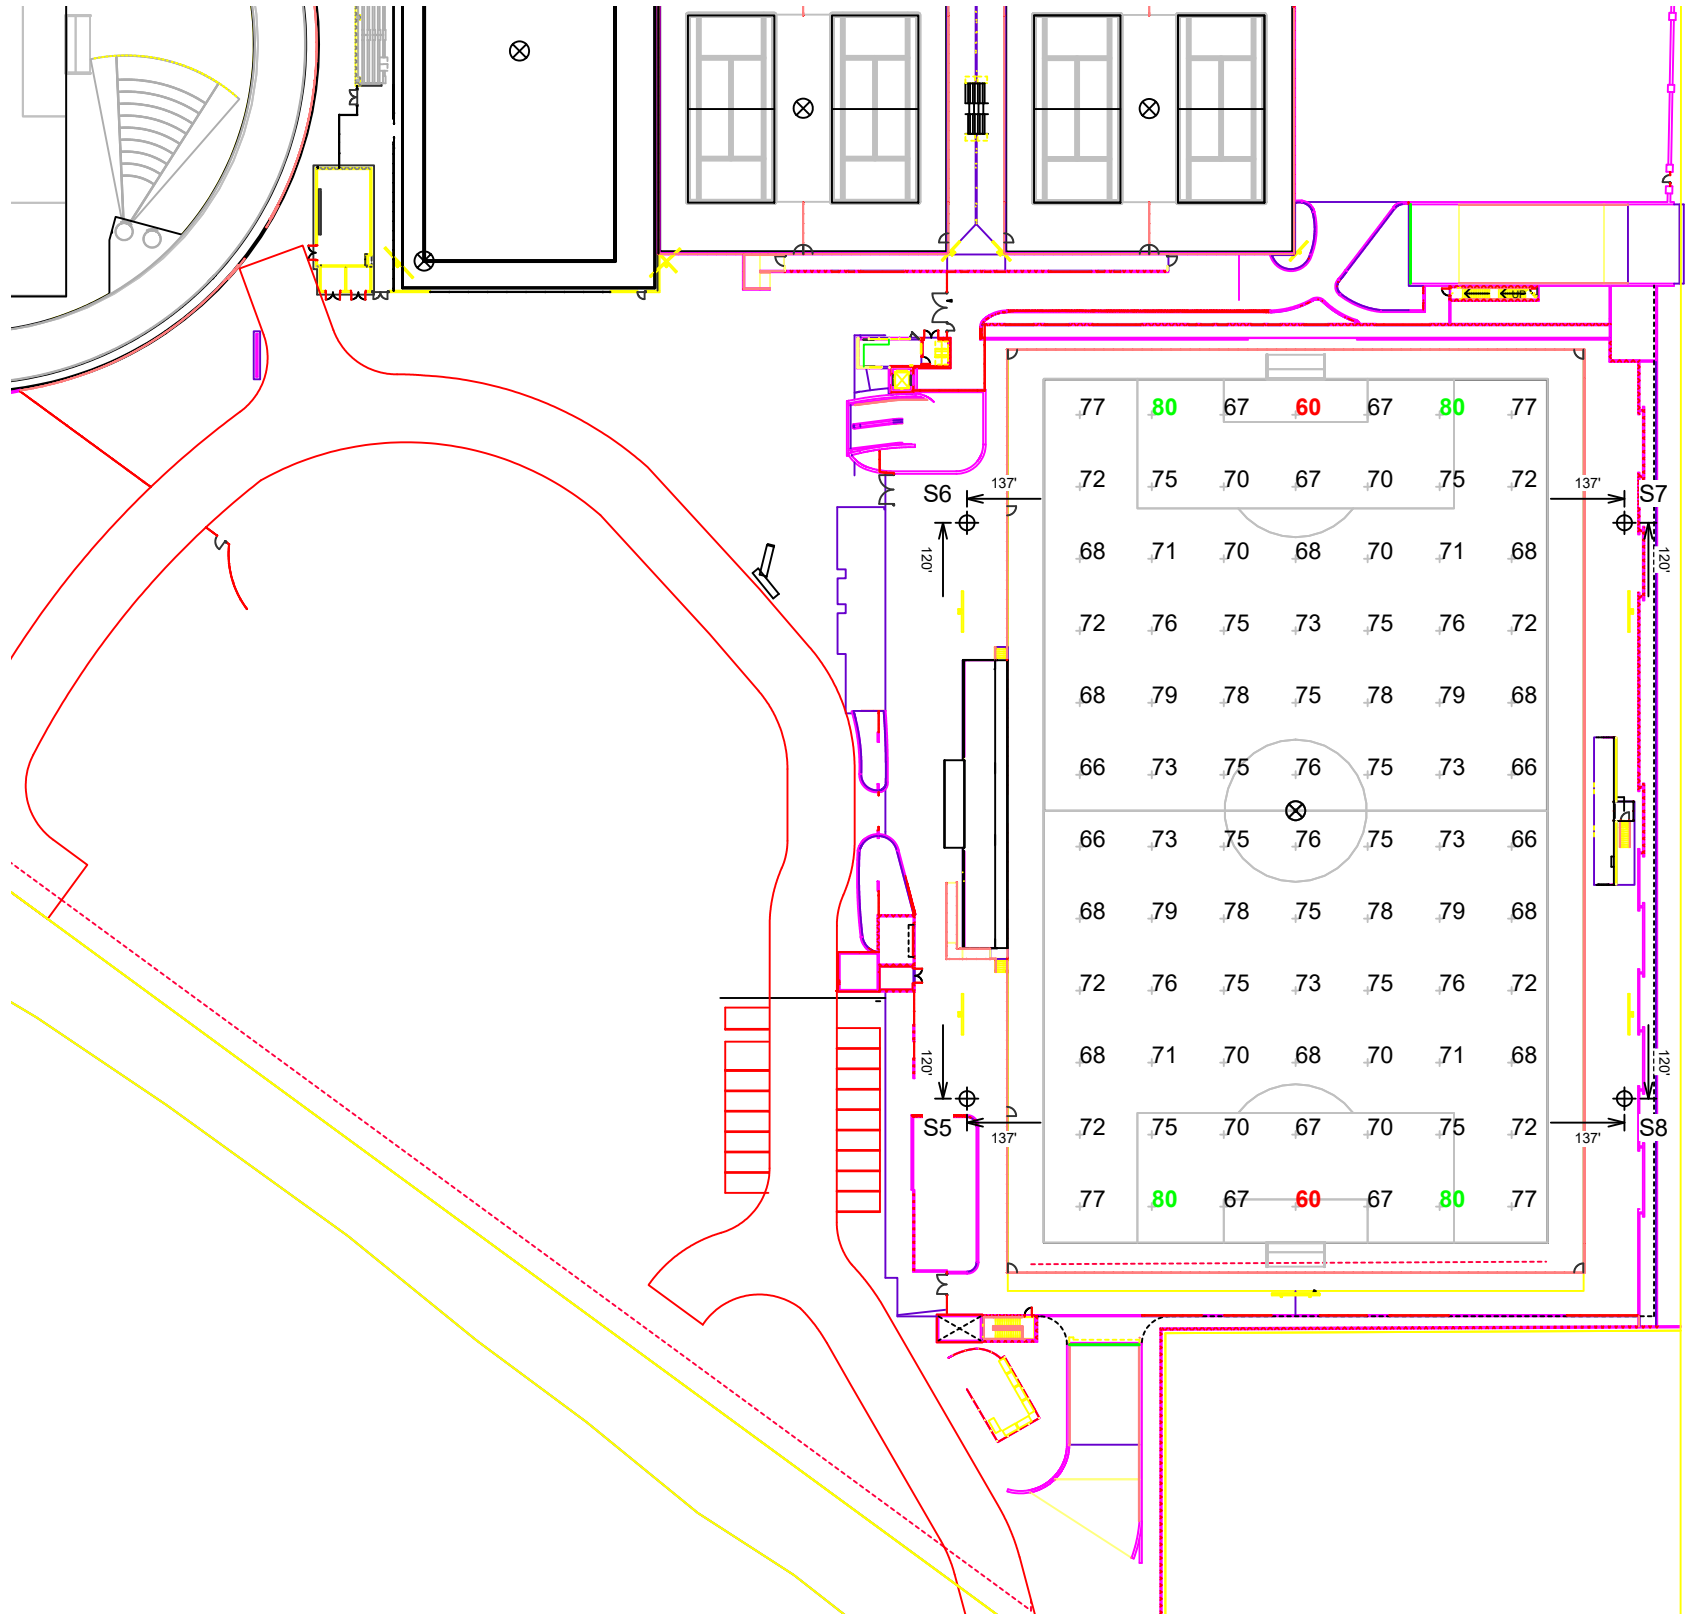 UP
77 80 67 60 67 80 77
72 75 70 67 70 75 72
S6 137' 137' S7
120' 120'
68 71 70 68 70 71 68
72 76 75 73 75 76 72
68 79 78 75 78 79 68
66 73 75 76 75 73 66
66 73 75 76 75 73 66
68 79 78 75 78 79 68
72 76 75 73 75 76 72
68 71 70 68 70 71 68
120' 120'
72 75 70 67 70 75 72
S5 137' 137' S8
77 80 67 60 67 80 77